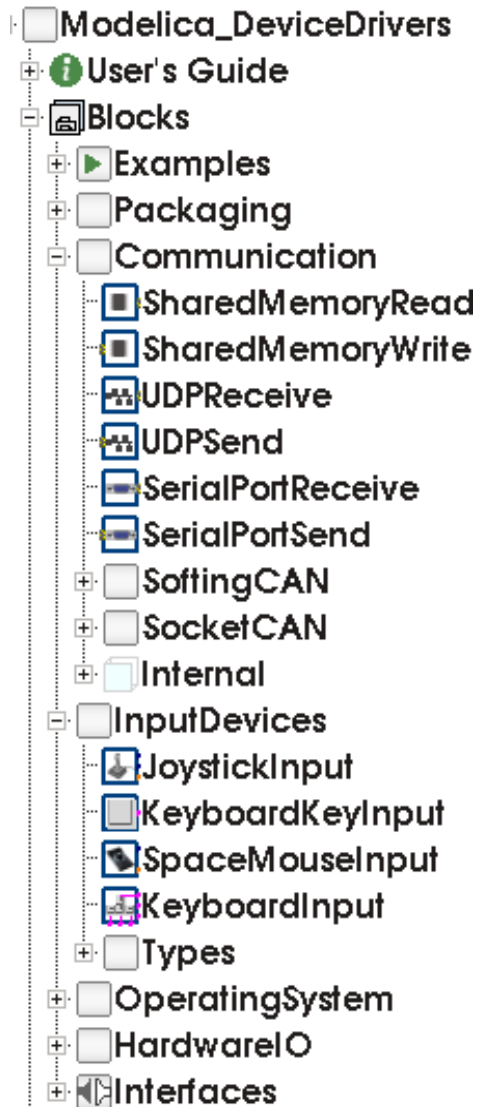 Modelica_DeviceDrivers
User's Guide
Blocks
Examples
Packaging
Communication
SharedMemoryRead
SharedMemoryWrite
UDPReceive
UDPSend
SerialPortReceive
SerialPortSend
SoftingCAN
SocketCAN
Internal
InputDevices
JoystickInput
KeyboardKeyInput
SpaceMouseInput
KeyboardInput
Types
OperatingSystem
HardwareIO
Interfaces